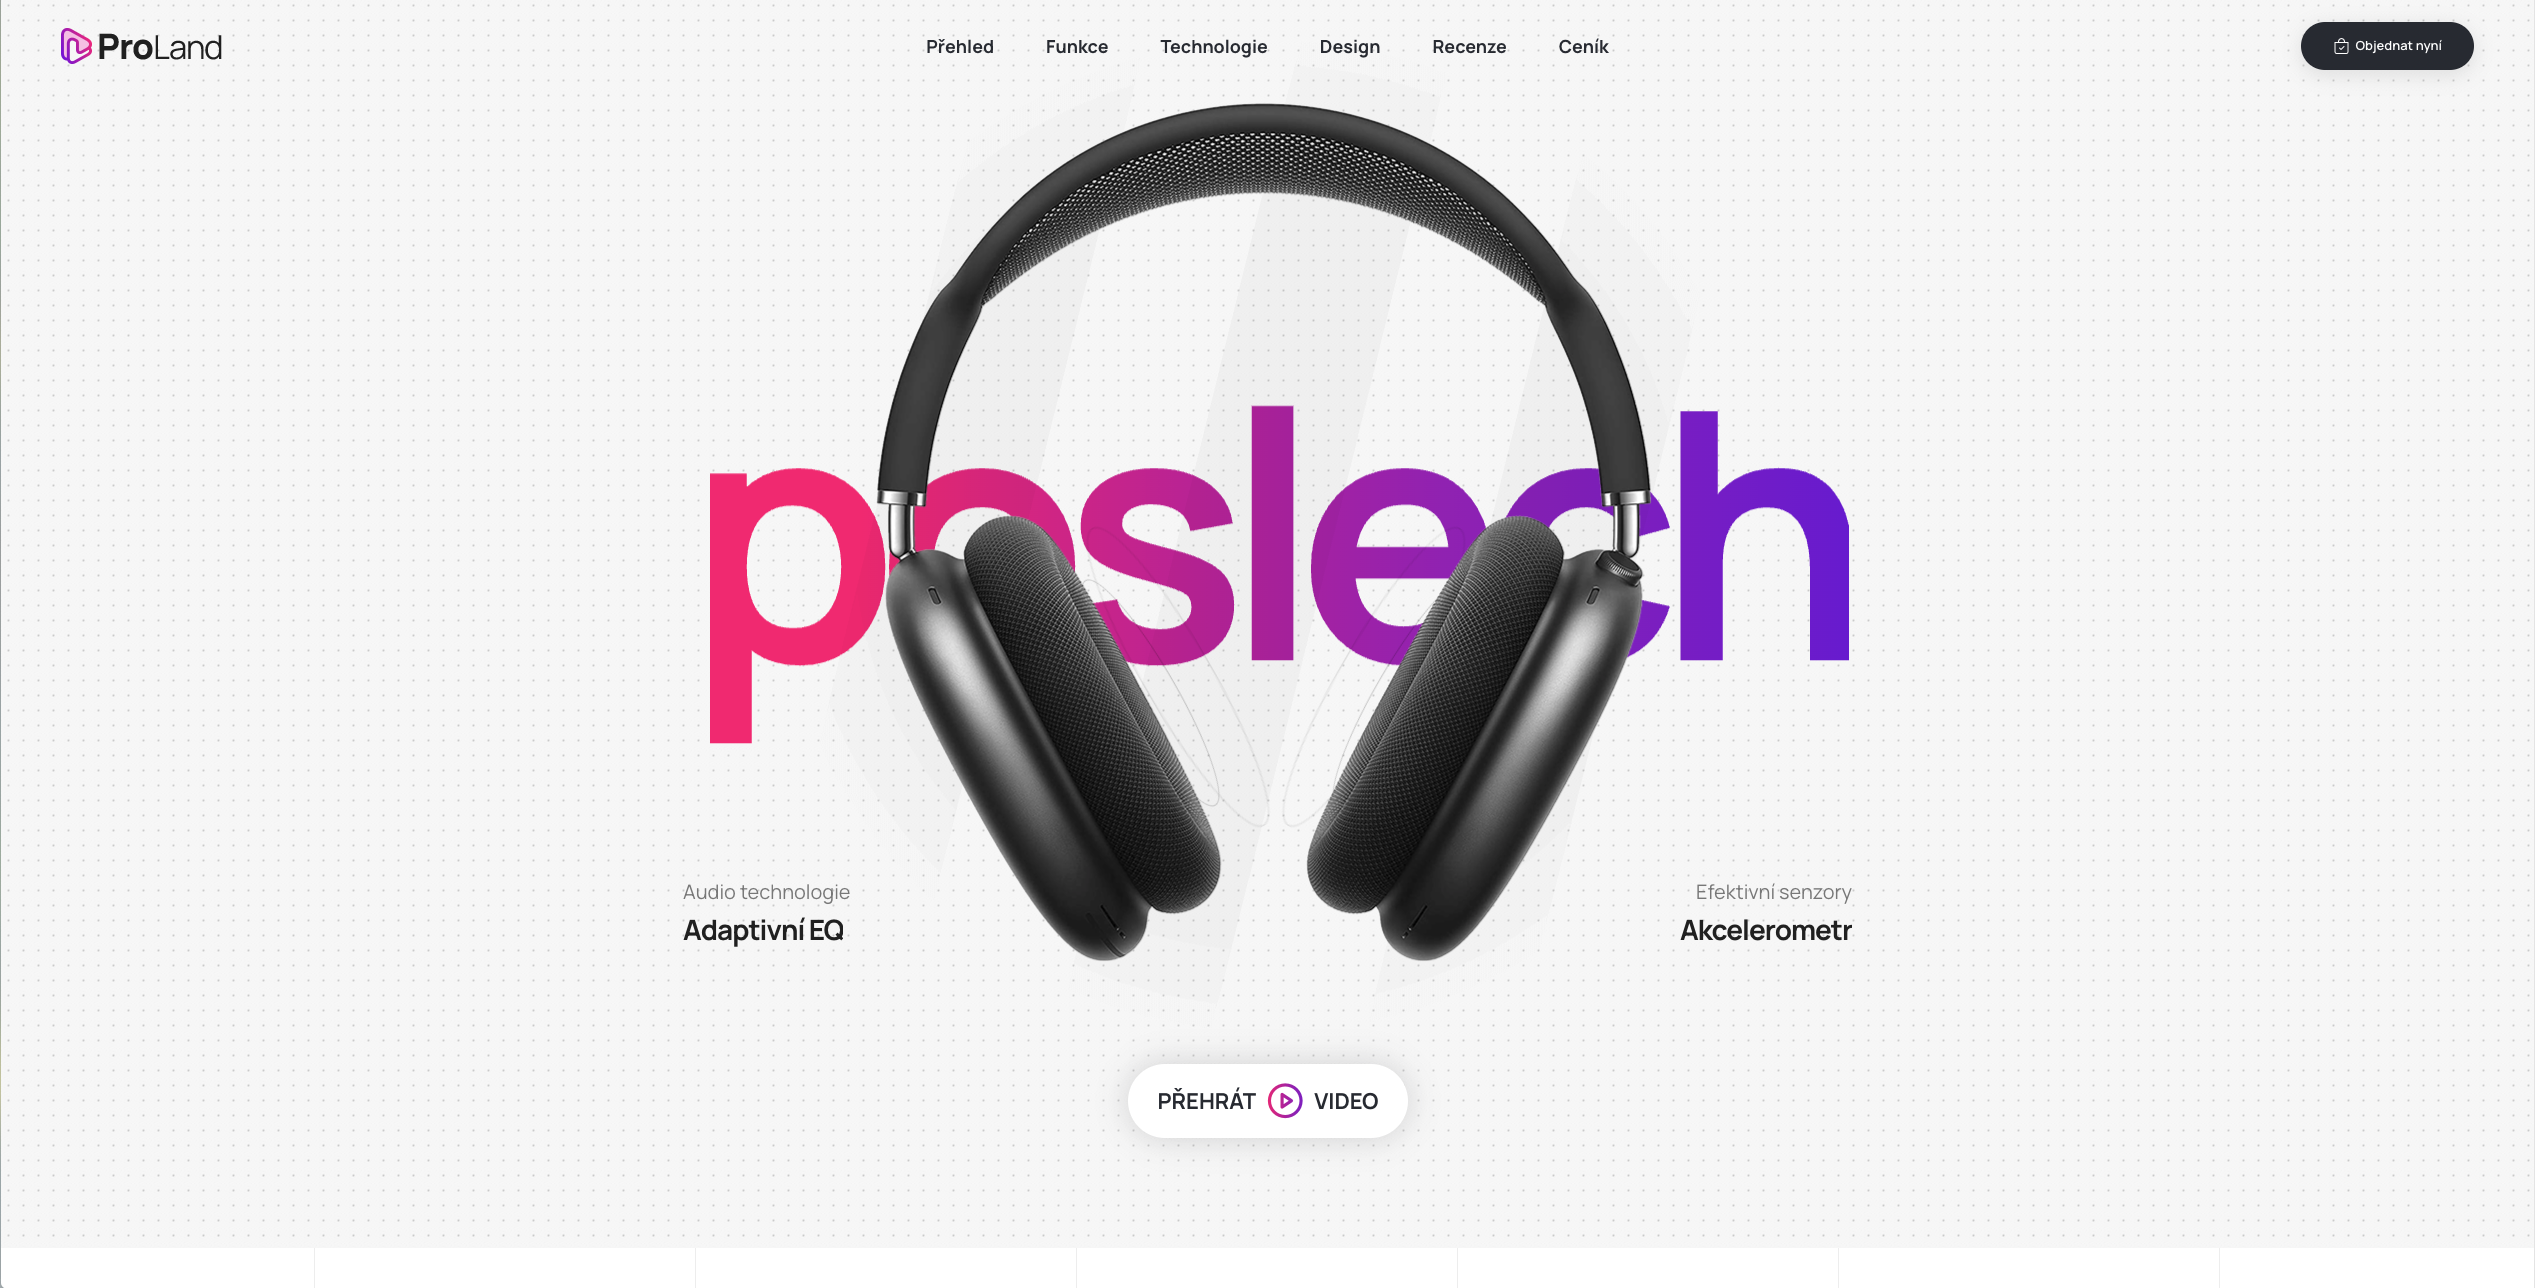 ProLand
Přehled Funkce Technologie Design Recenze Ceník
Objednat nyní
poslech
Audio technologie
Adaptivní EQ
Efektivní senzory
Akcelerometr
PŘEHRÁT VIDEO